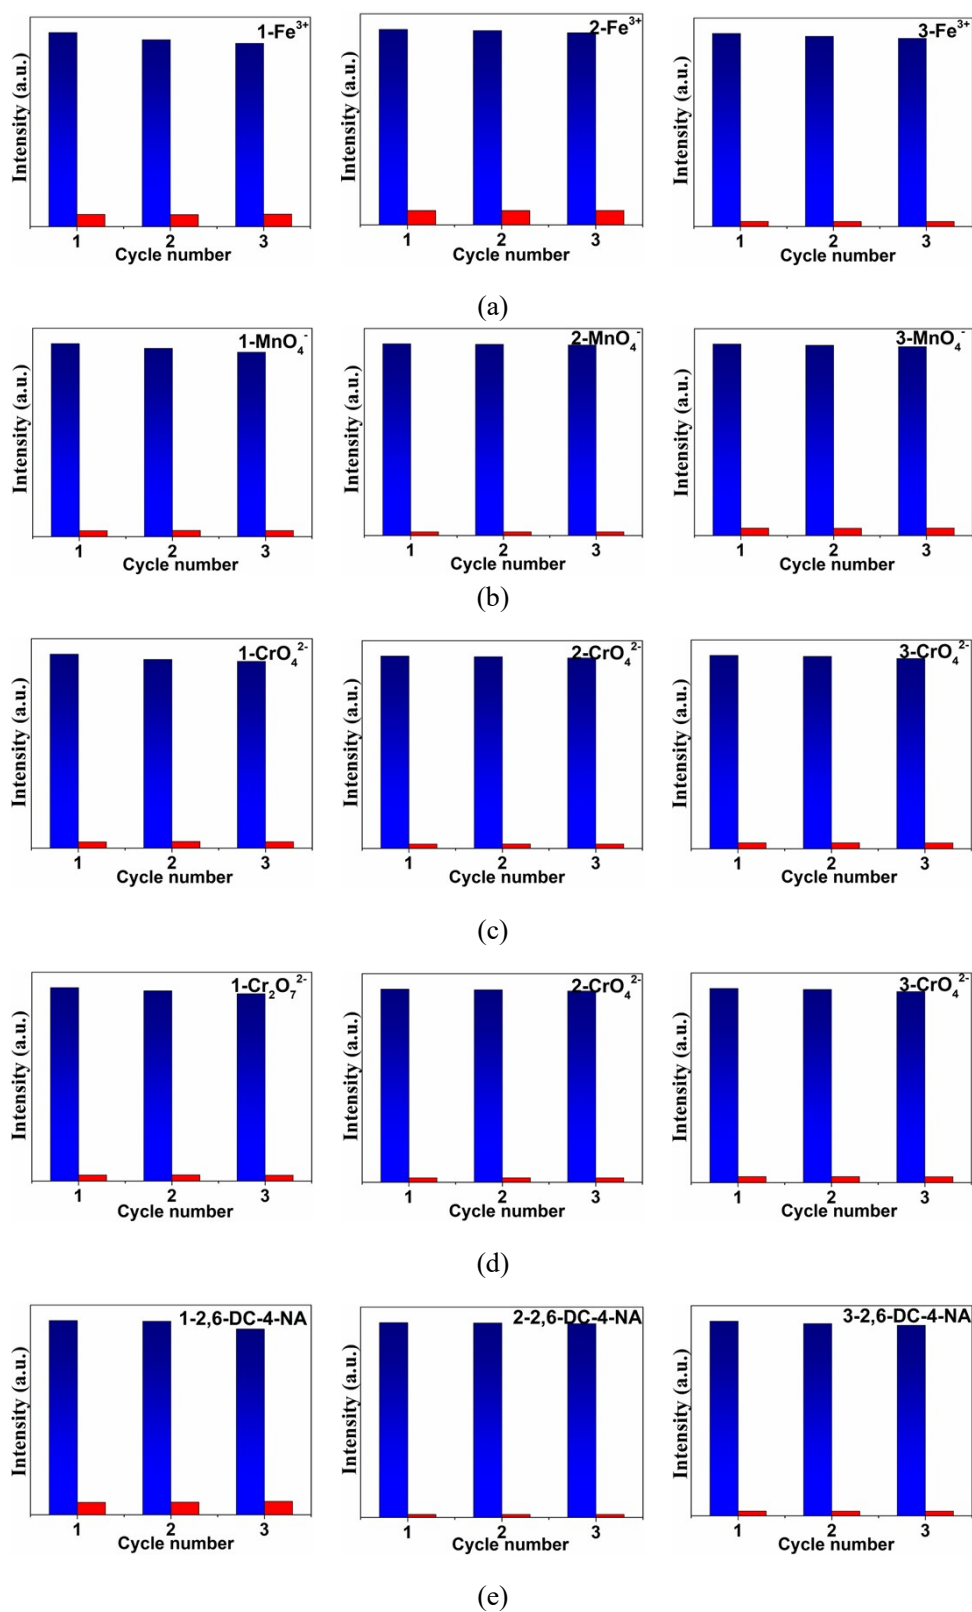 1-Fe³⁺
Intensity (a.u.)
1 2 3
Cycle number
2-Fe³⁺
Intensity (a.u.)
1 2 3
Cycle number
3-Fe³⁺
Intensity (a.u.)
1 2 3
Cycle number
(a)
1-MnO₄⁻
Intensity (a.u.)
1 2 3
Cycle number
2-MnO₄⁻
Intensity (a.u.)
1 2 3
Cycle number
3-MnO₄⁻
Intensity (a.u.)
1 2 3
Cycle number
(b)
1-CrO₄²⁻
Intensity (a.u.)
1 2 3
Cycle number
2-CrO₄²⁻
Intensity (a.u.)
1 2 3
Cycle number
3-CrO₄²⁻
Intensity (a.u.)
1 2 3
Cycle number
(c)
1-Cr₂O₇²⁻
Intensity (a.u.)
1 2 3
Cycle number
2-CrO₄²⁻
Intensity (a.u.)
1 2 3
Cycle number
3-CrO₄²⁻
Intensity (a.u.)
1 2 3
Cycle number
(d)
1-2,6-DC-4-NA
Intensity (a.u.)
1 2 3
Cycle number
2-2,6-DC-4-NA
Intensity (a.u.)
1 2 3
Cycle number
3-2,6-DC-4-NA
Intensity (a.u.)
1 2 3
Cycle number
(e)